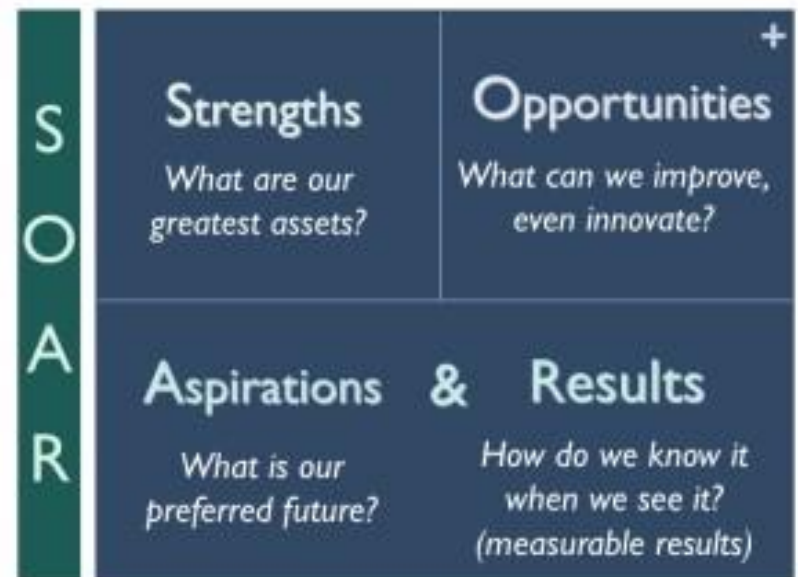 S
O
A
R
+
Strengths
What are our
greatest assets?
Opportunities
What can we improve,
even innovate?
Aspirations & Results
What is our
preferred future?
How do we know it
when we see it?
(measurable results)